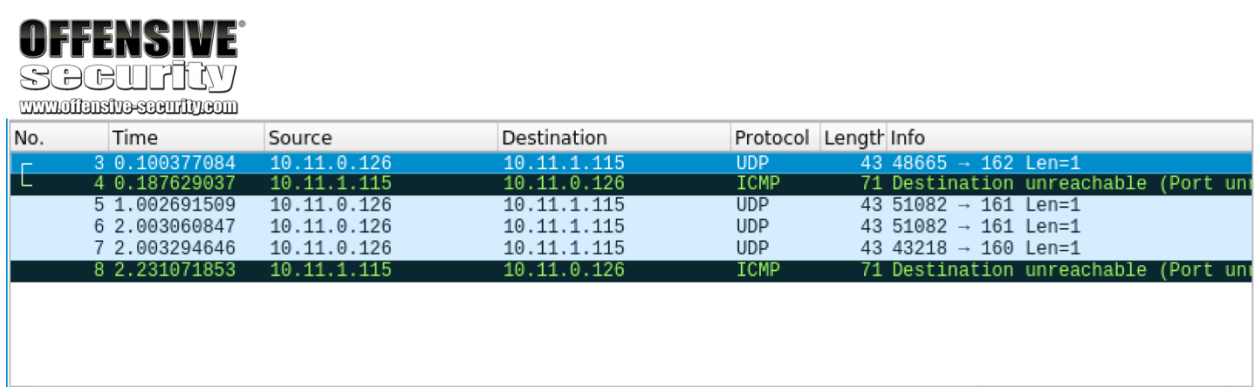 OFFENSIVE®
security
www.offensive-security.com
No. Time Source Destination Protocol Length Info
3 0.100377084 10.11.0.126 10.11.1.115 UDP 43 48665 → 162 Len=1
4 0.187629037 10.11.1.115 10.11.0.126 ICMP 71 Destination unreachable (Port un
5 1.002691509 10.11.0.126 10.11.1.115 UDP 43 51082 → 161 Len=1
6 2.003060847 10.11.0.126 10.11.1.115 UDP 43 51082 → 161 Len=1
7 2.003294646 10.11.0.126 10.11.1.115 UDP 43 43218 → 160 Len=1
8 2.231071853 10.11.1.115 10.11.0.126 ICMP 71 Destination unreachable (Port un